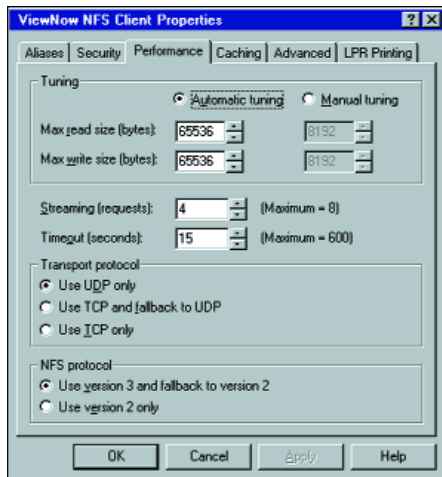 ViewNow NFS Client Properties
Aliases Security Performance Caching Advanced LPR Printing
Tuning
Automatic tuning Manual tuning
Max read size (bytes): 65536 8192
Max write size (bytes): 65536 8192
Streaming (requests): 4 (Maximum = 8)
Timeout (seconds): 15 (Maximum = 600)
Transport protocol
Use UDP only
Use TCP and fallback to UDP
Use TCP only
NFS protocol
Use version 3 and fallback to version 2
Use version 2 only
OK Cancel Apply Help